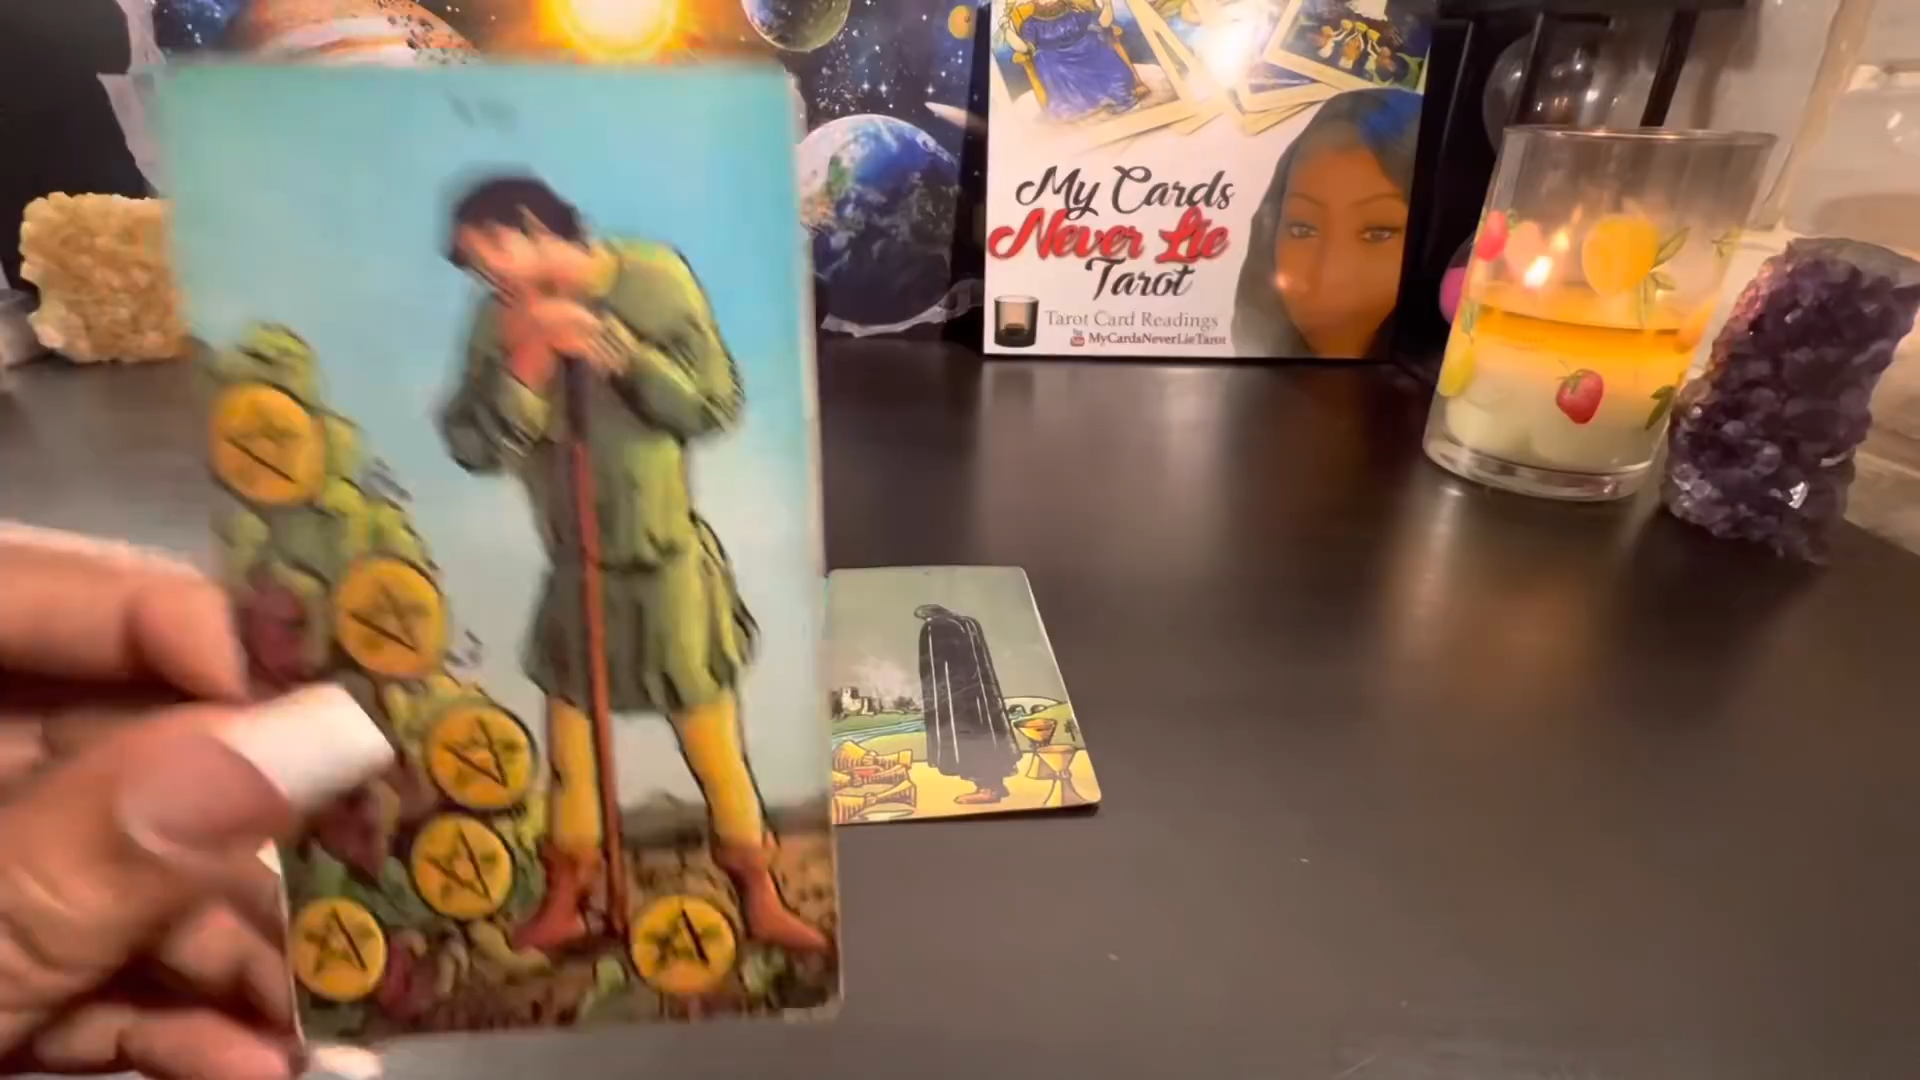 My Cards
Never Lie
Tarot
Tarot Card Readings
MyCardsNeverLieTarot